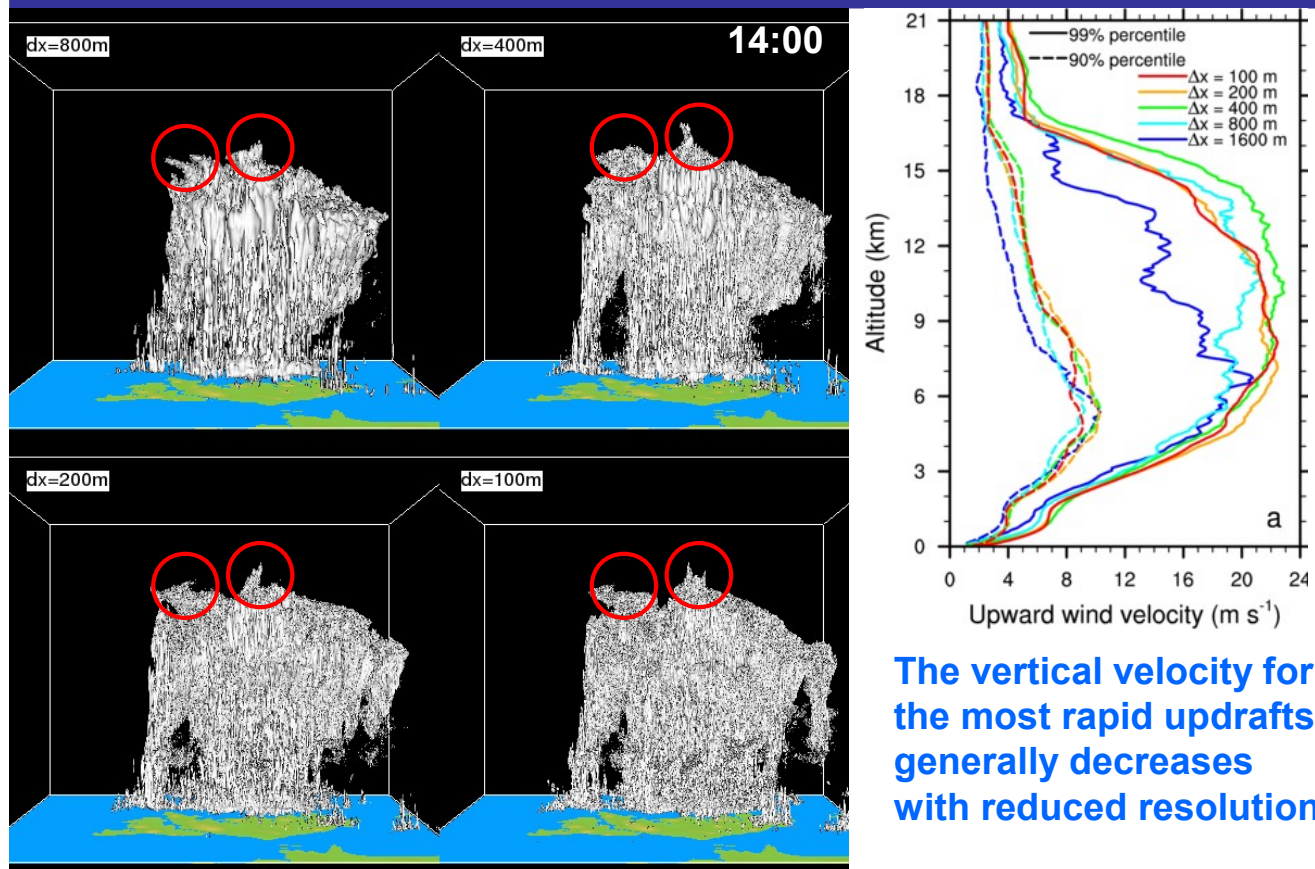 dx=800m
dx=400m
14:00
dx=200m
dx=100m
21
18
15
12
9
6
3
0
Altitude (km)
99% percentile
90% percentile
Δx = 100 m
Δx = 200 m
Δx = 400 m
Δx = 800 m
Δx = 1600 m
a
0 4 8 12 16 20 24
Upward wind velocity (m s⁻¹)
The vertical velocity for
the most rapid updrafts
generally decreases
with reduced resolution